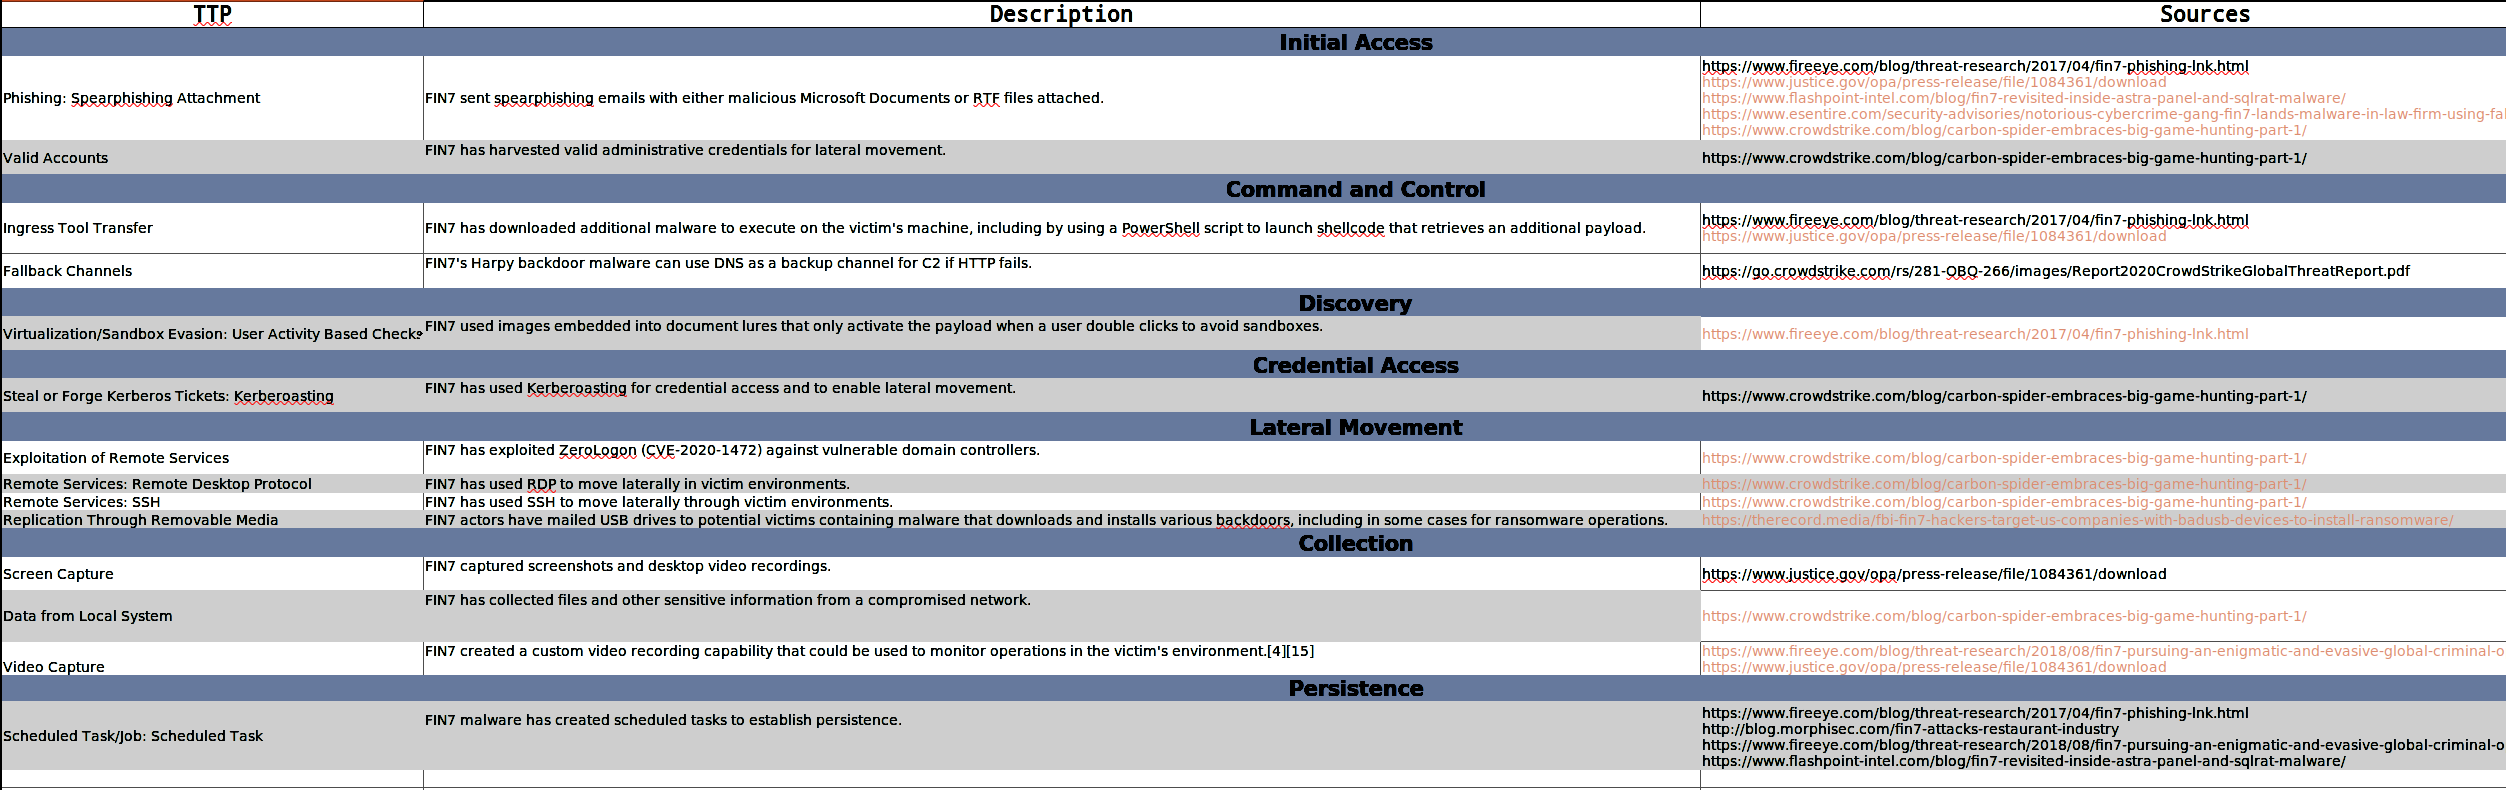 TTP Description Sources
Initial Access
Phishing: Spearphishing Attachment
FIN7 sent spearphishing emails with either malicious Microsoft Documents or RTF files attached.
https://www.fireeye.com/blog/threat-research/2017/04/fin7-phishing-lnk.html
https://www.justice.gov/opa/press-release/file/1084361/download
https://www.flashpoint-intel.com/blog/fin7-revisited-inside-astra-panel-and-sqlrat-malware/
https://www.esentire.com/security-advisories/notorious-cybercrime-gang-fin7-lands-malware-in-law-firm-using-fal
https://www.crowdstrike.com/blog/carbon-spider-embraces-big-game-hunting-part-1/
Valid Accounts
FIN7 has harvested valid administrative credentials for lateral movement.
https://www.crowdstrike.com/blog/carbon-spider-embraces-big-game-hunting-part-1/
Command and Control
Ingress Tool Transfer
FIN7 has downloaded additional malware to execute on the victim's machine, including by using a PowerShell script to launch shellcode that retrieves an additional payload.
https://www.fireeye.com/blog/threat-research/2017/04/fin7-phishing-lnk.html
https://www.justice.gov/opa/press-release/file/1084361/download
Fallback Channels
FIN7's Harpy backdoor malware can use DNS as a backup channel for C2 if HTTP fails.
https://go.crowdstrike.com/rs/281-OBQ-266/images/Report2020CrowdStrikeGlobalThreatReport.pdf
Discovery
Virtualization/Sandbox Evasion: User Activity Based Checks
FIN7 used images embedded into document lures that only activate the payload when a user double clicks to avoid sandboxes.
https://www.fireeye.com/blog/threat-research/2017/04/fin7-phishing-lnk.html
Credential Access
Steal or Forge Kerberos Tickets: Kerberoasting
FIN7 has used Kerberoasting for credential access and to enable lateral movement.
https://www.crowdstrike.com/blog/carbon-spider-embraces-big-game-hunting-part-1/
Lateral Movement
Exploitation of Remote Services
FIN7 has exploited ZeroLogon (CVE-2020-1472) against vulnerable domain controllers.
https://www.crowdstrike.com/blog/carbon-spider-embraces-big-game-hunting-part-1/
Remote Services: Remote Desktop Protocol
FIN7 has used RDP to move laterally in victim environments.
https://www.crowdstrike.com/blog/carbon-spider-embraces-big-game-hunting-part-1/
Remote Services: SSH
FIN7 has used SSH to move laterally through victim environments.
https://www.crowdstrike.com/blog/carbon-spider-embraces-big-game-hunting-part-1/
Replication Through Removable Media
FIN7 actors have mailed USB drives to potential victims containing malware that downloads and installs various backdoors, including in some cases for ransomware operations.
https://therecord.media/fbi-fin7-hackers-target-us-companies-with-badusb-devices-to-install-ransomware/
Collection
Screen Capture
FIN7 captured screenshots and desktop video recordings.
https://www.justice.gov/opa/press-release/file/1084361/download
Data from Local System
FIN7 has collected files and other sensitive information from a compromised network.
https://www.crowdstrike.com/blog/carbon-spider-embraces-big-game-hunting-part-1/
Video Capture
FIN7 created a custom video recording capability that could be used to monitor operations in the victim's environment.[4][15]
https://www.fireeye.com/blog/threat-research/2018/08/fin7-pursuing-an-enigmatic-and-evasive-global-criminal-o
https://www.justice.gov/opa/press-release/file/1084361/download
Persistence
Scheduled Task/Job: Scheduled Task
FIN7 malware has created scheduled tasks to establish persistence.
https://www.fireeye.com/blog/threat-research/2017/04/fin7-phishing-lnk.html
http://blog.morphisec.com/fin7-attacks-restaurant-industry
https://www.fireeye.com/blog/threat-research/2018/08/fin7-pursuing-an-enigmatic-and-evasive-global-criminal-o
https://www.flashpoint-intel.com/blog/fin7-revisited-inside-astra-panel-and-sqlrat-malware/